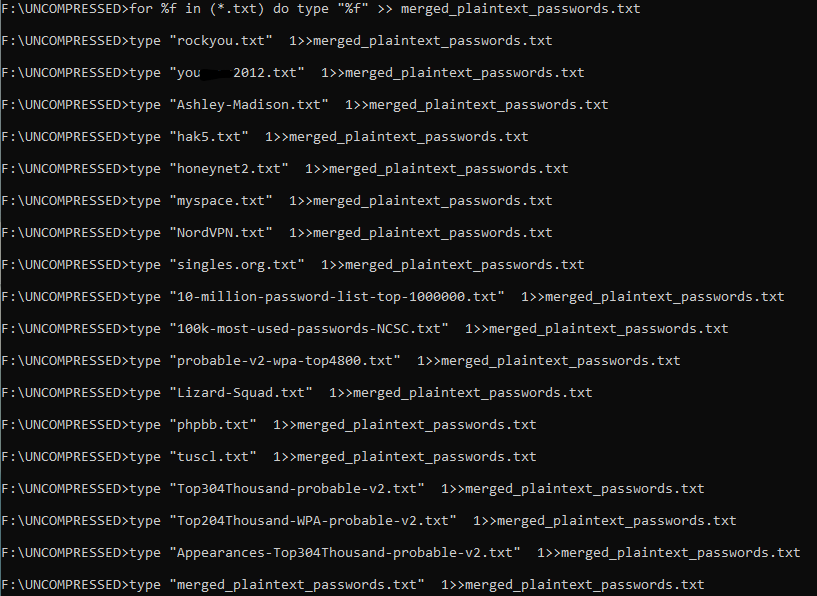 F:\UNCOMPRESSED>for %f in (*.txt) do type "%f" >> merged_plaintext_passwords.txt
F:\UNCOMPRESSED>type "rockyou.txt"  1>>merged_plaintext_passwords.txt
F:\UNCOMPRESSED>type "you 2012.txt"  1>>merged_plaintext_passwords.txt
F:\UNCOMPRESSED>type "Ashley-Madison.txt"  1>>merged_plaintext_passwords.txt
F:\UNCOMPRESSED>type "hak5.txt"  1>>merged_plaintext_passwords.txt
F:\UNCOMPRESSED>type "honeynet2.txt"  1>>merged_plaintext_passwords.txt
F:\UNCOMPRESSED>type "myspace.txt"  1>>merged_plaintext_passwords.txt
F:\UNCOMPRESSED>type "NordVPN.txt"  1>>merged_plaintext_passwords.txt
F:\UNCOMPRESSED>type "singles.org.txt"  1>>merged_plaintext_passwords.txt
F:\UNCOMPRESSED>type "10-million-password-list-top-1000000.txt"  1>>merged_plaintext_passwords.txt
F:\UNCOMPRESSED>type "100k-most-used-passwords-NCSC.txt"  1>>merged_plaintext_passwords.txt
F:\UNCOMPRESSED>type "probable-v2-wpa-top4800.txt"  1>>merged_plaintext_passwords.txt
F:\UNCOMPRESSED>type "Lizard-Squad.txt"  1>>merged_plaintext_passwords.txt
F:\UNCOMPRESSED>type "phpbb.txt"  1>>merged_plaintext_passwords.txt
F:\UNCOMPRESSED>type "tuscl.txt"  1>>merged_plaintext_passwords.txt
F:\UNCOMPRESSED>type "Top304Thousand-probable-v2.txt"  1>>merged_plaintext_passwords.txt
F:\UNCOMPRESSED>type "Top204Thousand-WPA-probable-v2.txt"  1>>merged_plaintext_passwords.txt
F:\UNCOMPRESSED>type "Appearances-Top304Thousand-probable-v2.txt"  1>>merged_plaintext_passwords.txt
F:\UNCOMPRESSED>type "merged_plaintext_passwords.txt"  1>>merged_plaintext_passwords.txt